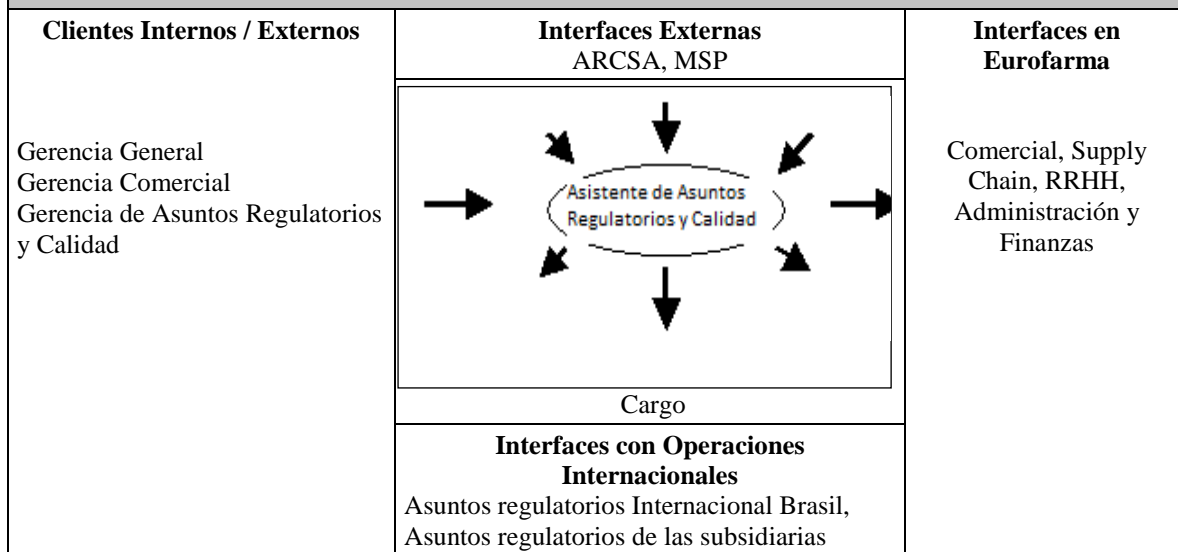 Clientes Internos / Externos
Gerencia General
Gerencia Comercial
Gerencia de Asuntos Regulatorios
y Calidad
Interfaces Externas
ARCSA, MSP
Asistente de Asuntos
Regulatorios y Calidad
Cargo
Interfaces con Operaciones
Internacionales
Asuntos regulatorios Internacional Brasil,
Asuntos regulatorios de las subsidiarias
Interfaces en
Eurofarma
Comercial, Supply
Chain, RRHH,
Administración y
Finanzas